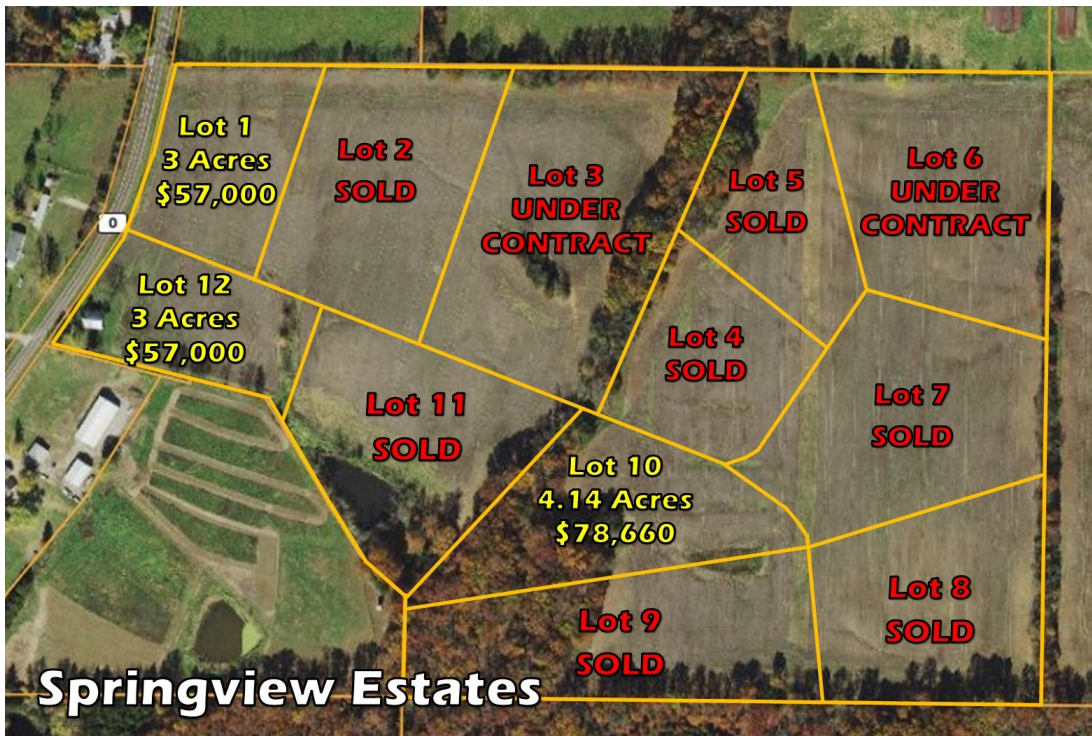 Lot 1
3 Acres
$57,000
Lot 2
SOLD
Lot 3
UNDER
CONTRACT
Lot 5
SOLD
Lot 6
UNDER
CONTRACT
0
Lot 12
3 Acres
$57,000
Lot 4
SOLD
Lot 11
SOLD
Lot 7
SOLD
Lot 10
4.14 Acres
$78,660
Lot 9
SOLD
Lot 8
SOLD
Springview Estates